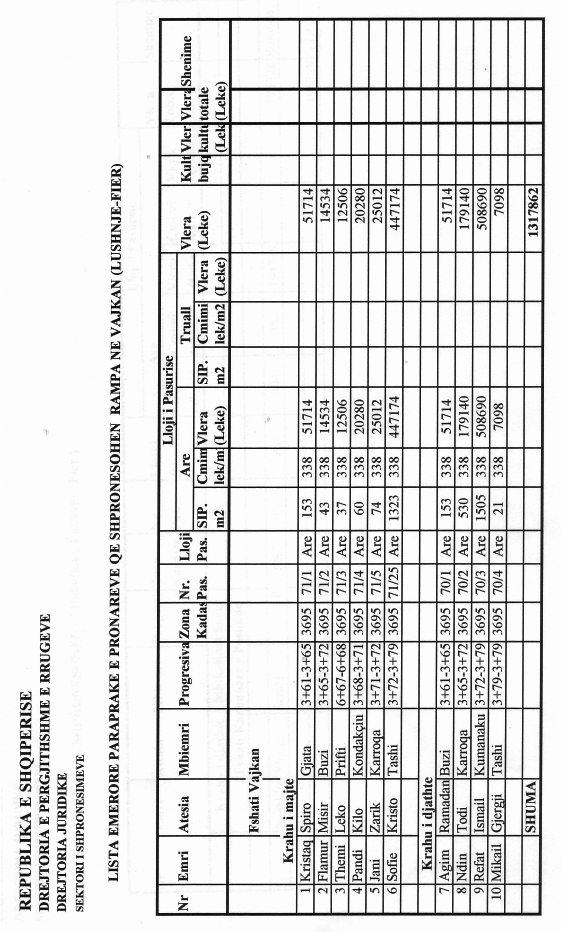 REPUBLIKA E SHQIPERISE
DREJTORIA E PERGJITHSHME E RRUGEVE
DREJTORIA JURIDIKE
SEKTORI I SHPRONESIMEVE
LISTA EMERORE PARAPRAKE E PRONAREVE QE SHPRONESOHEN RAMPA NE VAJKAN (LUSHNJE-FIER)
Lloji i Pasurise
Are Truall
Nr Emri Atesia Mbiemri Progresiva Zona Nr. Lloji SIP. Cmim Vlera SIP. Cmimi Vlera Vlera Kult Vler Vlera Shenime
Kadas Pas. Pas. m2 lek/m (Leke) m2 lek/m2 (Leke) (Leke) bujq kultu totale
(Lek (Leke)
Fshati Vajkan
Krahu i majte
1 Kristaq Spiro Gjata 3+61-3+65 3695 71/1 Are 153 338 51714 51714
2 Flamur Misir Buzi 3+65-3+72 3695 71/2 Are 43 338 14534 14534
3 Themi Leko Prifti 6+67-6+68 3695 71/3 Are 37 338 12506 12506
4 Pandi Kilo Kondakçiu 3+68-3+71 3695 71/4 Are 60 338 20280 20280
5 Jani Zarik Karroqa 3+71-3+72 3695 71/5 Are 74 338 25012 25012
6 Sofie Kristo Tashi 3+72-3+79 3695 71/25 Are 1323 338 447174 447174
Krahu i djathte
7 Agim Ramadan Buzi 3+61-3+65 3695 70/1 Are 153 338 51714 51714
8 Ndin Todi Karroqa 3+65-3+72 3695 70/2 Are 530 338 179140 179140
9 Refat Ismail Kumanaku 3+72-3+79 3695 70/3 Are 1505 338 508690 508690
10 Mikail Gjergji Tashi 3+79-3+79 3695 70/4 Are 21 338 7098 7098
SHUMA 1317862